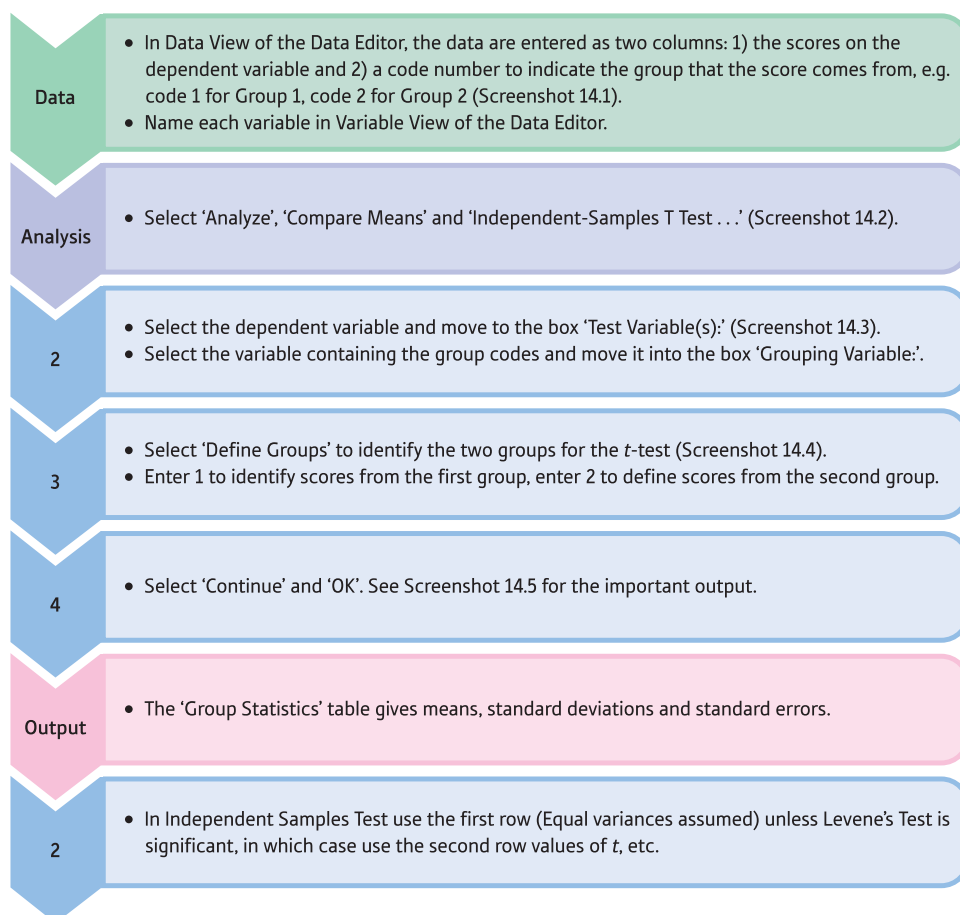 Data
• In Data View of the Data Editor, the data are entered as two columns: 1) the scores on the
dependent variable and 2) a code number to indicate the group that the score comes from, e.g.
code 1 for Group 1, code 2 for Group 2 (Screenshot 14.1).
• Name each variable in Variable View of the Data Editor.
Analysis
• Select ‘Analyze’, ‘Compare Means’ and ‘Independent-Samples T Test . . .’ (Screenshot 14.2).
2
• Select the dependent variable and move to the box ‘Test Variable(s):’ (Screenshot 14.3).
• Select the variable containing the group codes and move it into the box ‘Grouping Variable:’.
3
• Select ‘Define Groups’ to identify the two groups for the t-test (Screenshot 14.4).
• Enter 1 to identify scores from the first group, enter 2 to define scores from the second group.
4
• Select ‘Continue’ and ‘OK’. See Screenshot 14.5 for the important output.
Output
• The ‘Group Statistics’ table gives means, standard deviations and standard errors.
2
• In Independent Samples Test use the first row (Equal variances assumed) unless Levene’s Test is
significant, in which case use the second row values of t, etc.